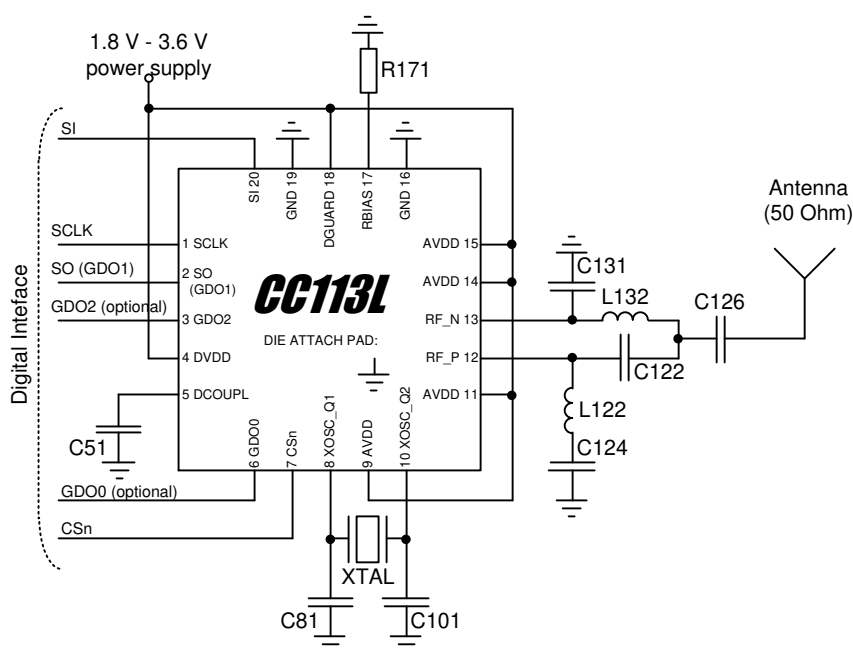 1.8 V - 3.6 V
power supply
R171
Antenna
(50 Ohm)
Digital Inteface
SI
SCLK
SO (GDO1)
GDO2 (optional)
SI 20
GND 19
DGUARD 18
RBIAS 17
GND 16
1 SCLK
2 SO
(GDO1)
3 GDO2
4 DVDD
5 DCOUPL
CC113L
DIE ATTACH PAD:
AVDD 15
AVDD 14
RF_N 13
RF_P 12
AVDD 11
6 GDO0
7 CSn
8 XOSC_Q1
9 AVDD
10 XOSC_Q2
C131
L132
C126
C122
L122
C124
C51
GDO0 (optional)
CSn
XTAL
C81
C101